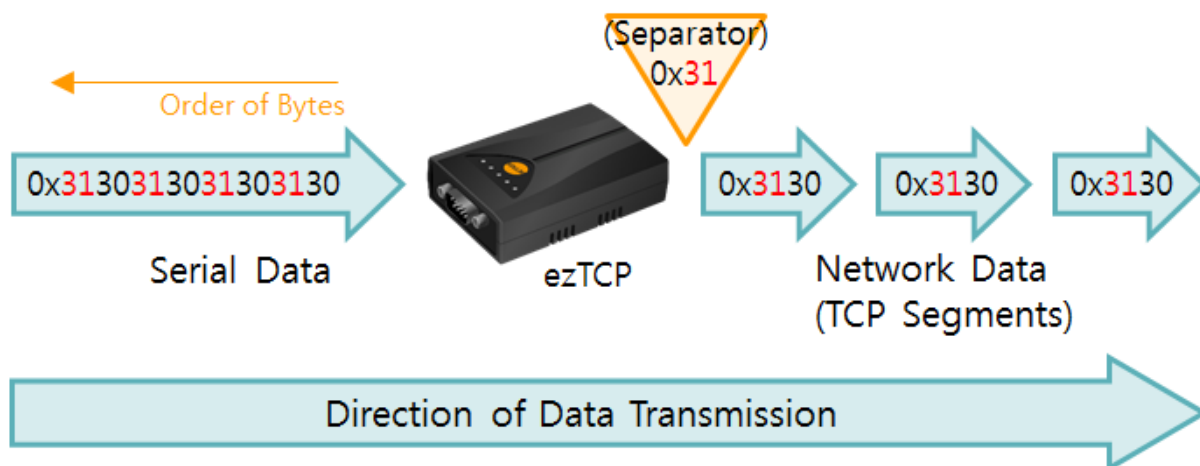 (Separator)
0x31
Order of Bytes
0x3130313031303130
0x3130
0x3130
0x3130
Serial Data
ezTCP
Network Data
(TCP Segments)
Direction of Data Transmission